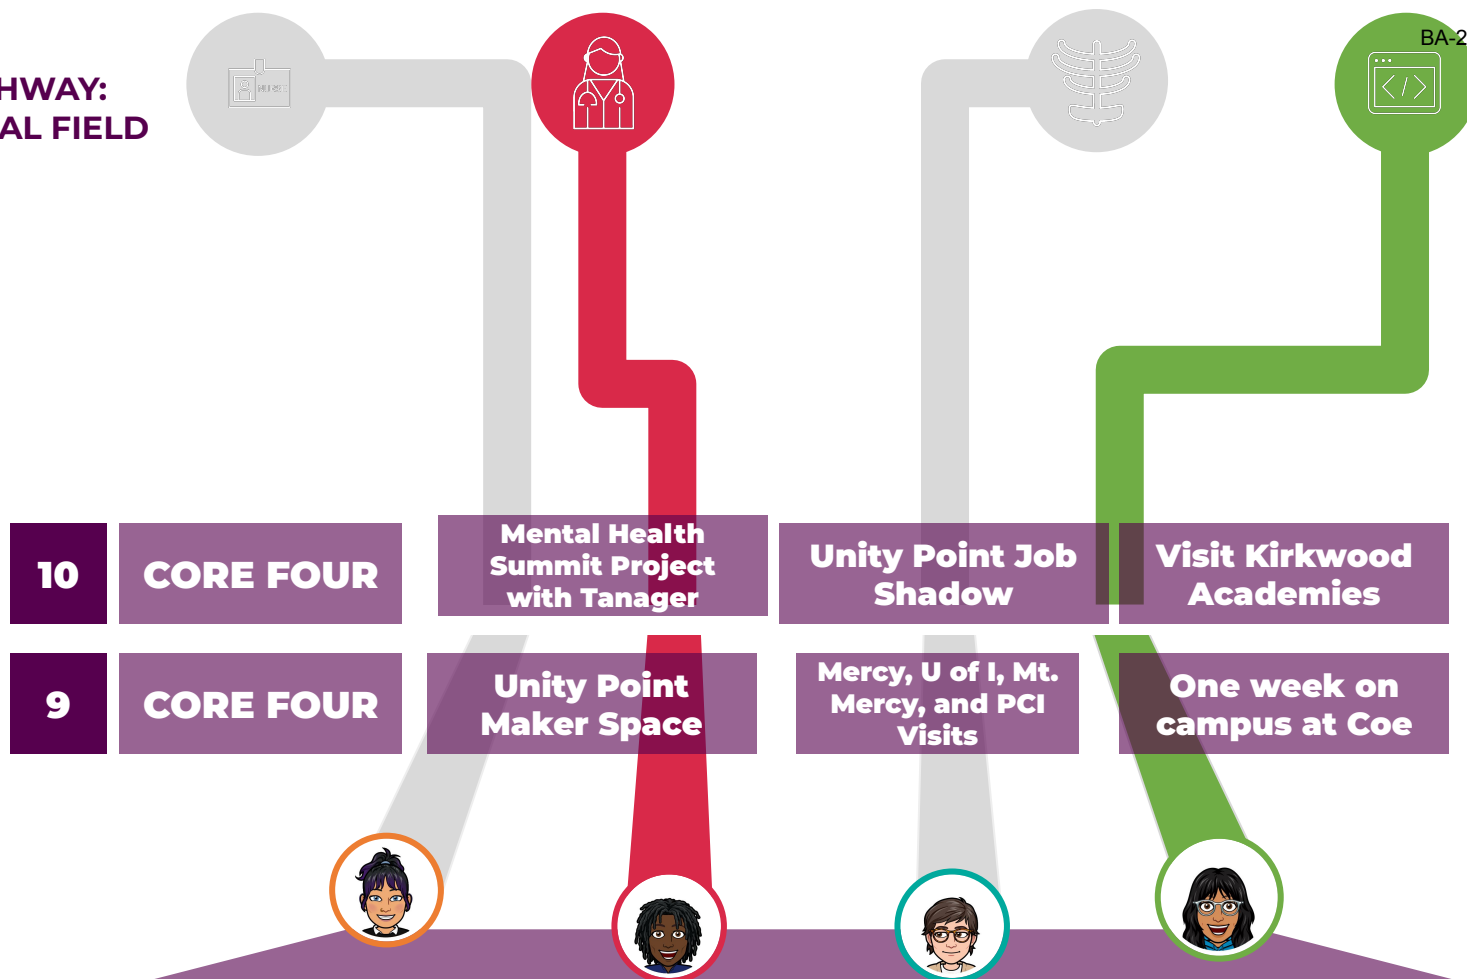 BA-2
HWAY:
AL FIELD
NURSE
</>
10
CORE FOUR
Mental Health
Summit Project
with Tanager
Unity Point Job
Shadow
Visit Kirkwood
Academies
9
CORE FOUR
Unity Point
Maker Space
Mercy, U of I, Mt.
Mercy, and PCI
Visits
One week on
campus at Coe